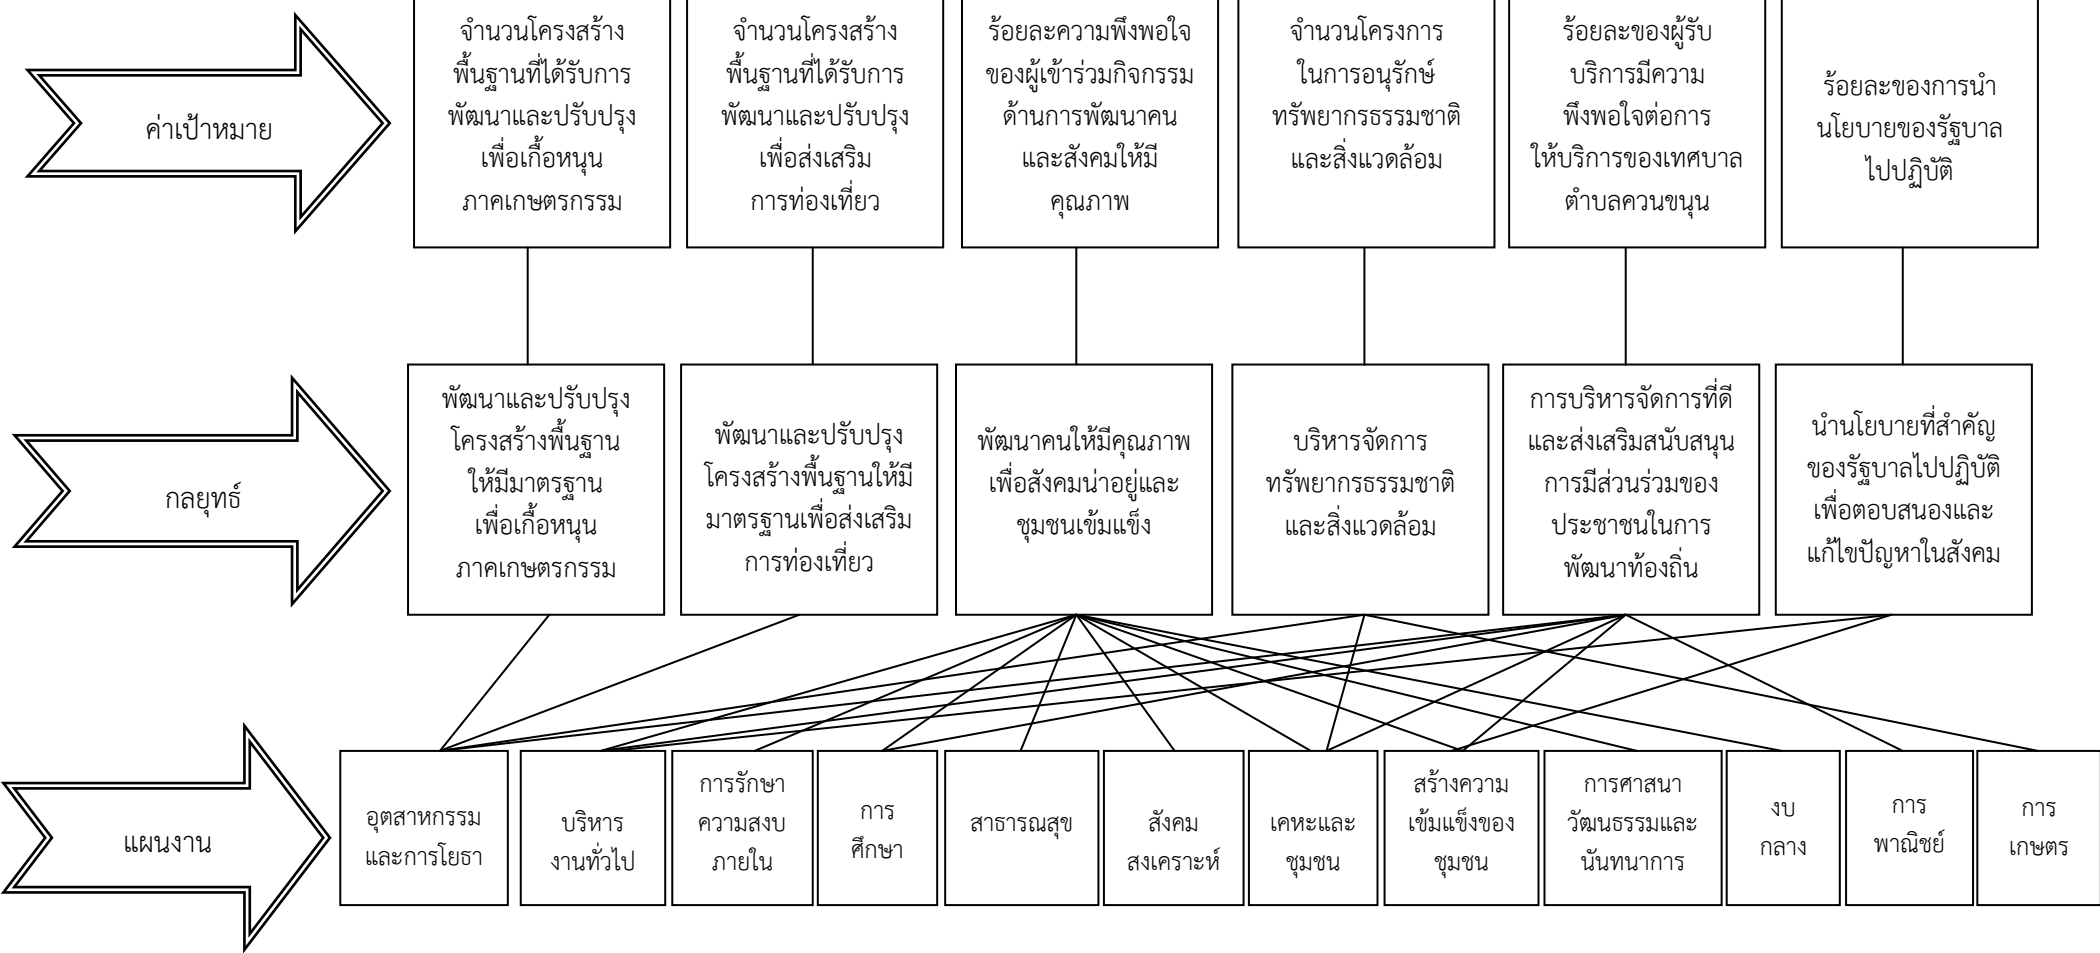 ค่าเป้าหมาย
จำนวนโครงสร้าง
พื้นฐานที่ได้รับการ
พัฒนาและปรับปรุง
เพื่อเกื้อหนุน
ภาคเกษตรกรรม
จำนวนโครงสร้าง
พื้นฐานที่ได้รับการ
พัฒนาและปรับปรุง
เพื่อส่งเสริม
การท่องเที่ยว
ร้อยละความพึงพอใจ
ของผู้เข้าร่วมกิจกรรม
ด้านการพัฒนาคน
และสังคมให้มี
คุณภาพ
จำนวนโครงการ
ในการอนุรักษ์
ทรัพยากรธรรมชาติ
และสิ่งแวดล้อม
ร้อยละของผู้รับ
บริการมีความ
พึงพอใจต่อการ
ให้บริการของเทศบาล
ตำบลควนขนุน
ร้อยละของการนำ
นโยบายของรัฐบาล
ไปปฏิบัติ
กลยุทธ์
พัฒนาและปรับปรุง
โครงสร้างพื้นฐาน
ให้มีมาตรฐาน
เพื่อเกื้อหนุน
ภาคเกษตรกรรม
พัฒนาและปรับปรุง
โครงสร้างพื้นฐานให้มี
มาตรฐานเพื่อส่งเสริม
การท่องเที่ยว
พัฒนาคนให้มีคุณภาพ
เพื่อสังคมน่าอยู่และ
ชุมชนเข้มแข็ง
บริหารจัดการ
ทรัพยากรธรรมชาติ
และสิ่งแวดล้อม
การบริหารจัดการที่ดี
และส่งเสริมสนับสนุน
การมีส่วนร่วมของ
ประชาชนในการ
พัฒนาท้องถิ่น
นำนโยบายที่สำคัญ
ของรัฐบาลไปปฏิบัติ
เพื่อตอบสนองและ
แก้ไขปัญหาในสังคม
แผนงาน
อุตสาหกรรม
และการโยธา
บริหาร
งานทั่วไป
การรักษา
ความสงบ
ภายใน
การ
ศึกษา
สาธารณสุข
สังคม
สงเคราะห์
เคหะและ
ชุมชน
สร้างความ
เข้มแข็งของ
ชุมชน
การศาสนา
วัฒนธรรมและ
นันทนาการ
งบ
กลาง
การ
พาณิชย์
การ
เกษตร